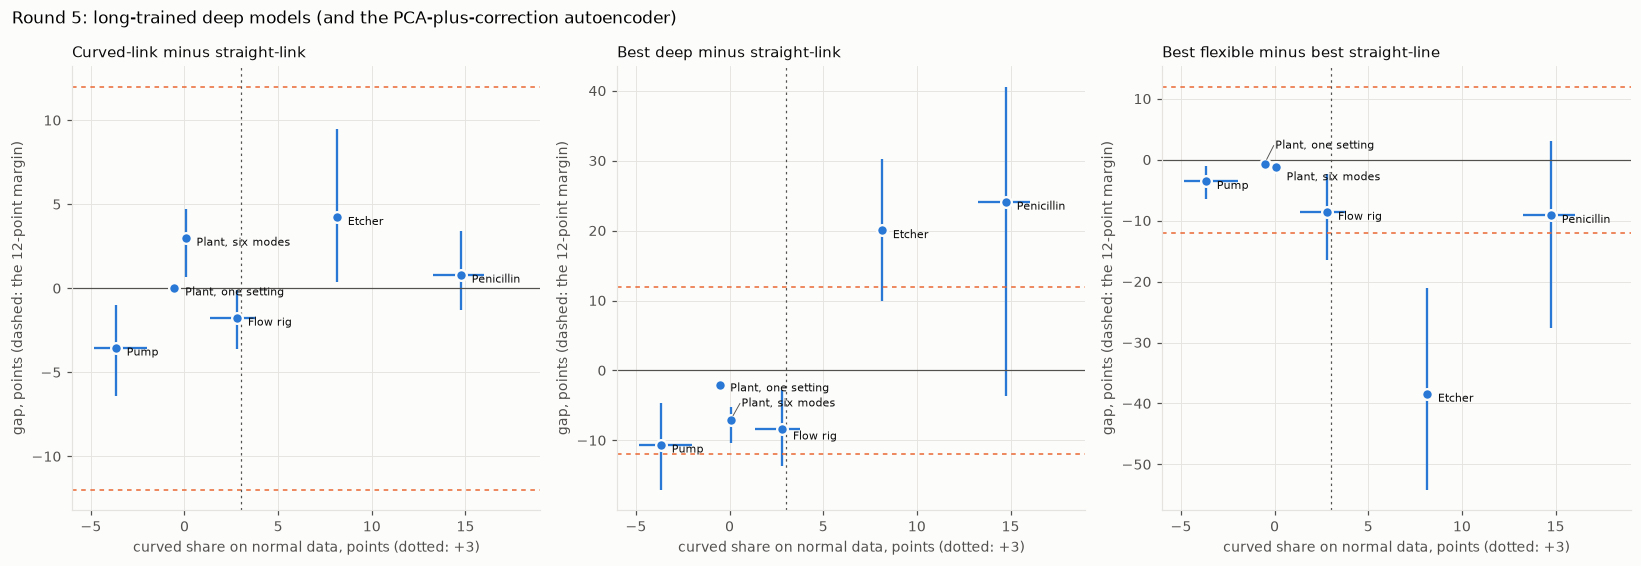 Round 5: long-trained deep models (and the PCA-plus-correction autoencoder)
Curved-link minus straight-link
gap, points (dashed: the 12-point margin)
10
5
0
−5
−10
Plant, six modes
Etcher
Penicillin
Plant, one setting
Flow rig
Pump
−5
0
5
10
15
curved share on normal data, points (dotted: +3)
Best deep minus straight-link
gap, points (dashed: the 12-point margin)
40
30
20
10
0
−10
Penicillin
Etcher
Plant, one setting
Plant, six modes
Flow rig
Pump
−5
0
5
10
15
curved share on normal data, points (dotted: +3)
Best flexible minus best straight-line
gap, points (dashed: the 12-point margin)
10
0
−10
−20
−30
−40
−50
Plant, one setting
Plant, six modes
Pump
Flow rig
Penicillin
Etcher
−5
0
5
10
15
curved share on normal data, points (dotted: +3)